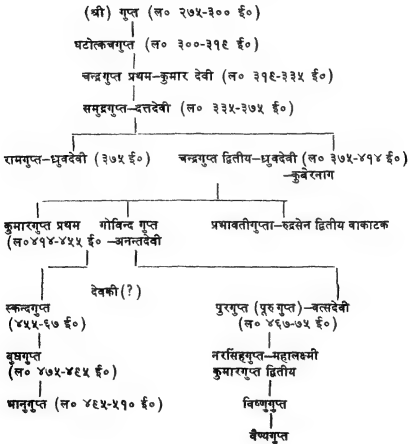 (श्री) गुप्त (ल० २७५-३०० ई०)
घटोत्कचगुप्त (ल० ३००-३१९ ई०)
चन्द्रगुप्त प्रथम–कुमार देवी (ल० ३१९-३३५ ई०)
समुद्रगुप्त–दत्तदेवी (ल० ३३५-३७५ ई०)
रामगुप्त–ध्रुवदेवी (३७५ ई०) चन्द्रगुप्त द्वितीय–ध्रुवदेवी (ल० ३७५-४१४ ई०)
–कुबेरनाग
कुमारगुप्त प्रथम गोविन्द गुप्त प्रभावतीगुप्ता–रुद्रसेन द्वितीय वाकाटक
(ल०४१४-४५५ ई० –अनन्तदेवी
देवकी (?)
स्कन्दगुप्त पुरगुप्त (पूरु गुप्त)–वत्सदेवी
(४५५-६७ ई०) (ल० ४६७-७५ ई०)
बुधगुप्त नरसिंहगुप्त–महालक्ष्मी
(ल० ४७५-४९५ ई०) कुमारगुप्त द्वितीय
भानुगुप्त (ल० ४९५-५१० ई०) विष्णुगुप्त
वैण्यगुप्त